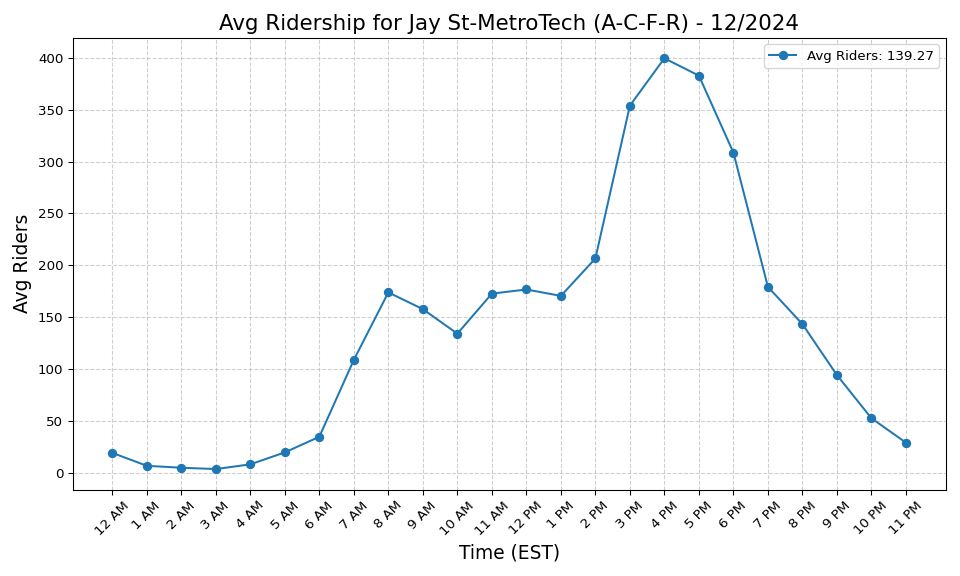 Avg Ridership for Jay St-MetroTech (A-C-F-R) - 12/2024
Avg Riders: 139.27
400
350
300
250
200
150
100
50
0
Avg Riders
12 AM
1 AM
2 AM
3 AM
4 AM
5 AM
6 AM
7 AM
8 AM
9 AM
10 AM
11 AM
12 PM
1 PM
2 PM
3 PM
4 PM
5 PM
6 PM
7 PM
8 PM
9 PM
10 PM
11 PM
Time (EST)